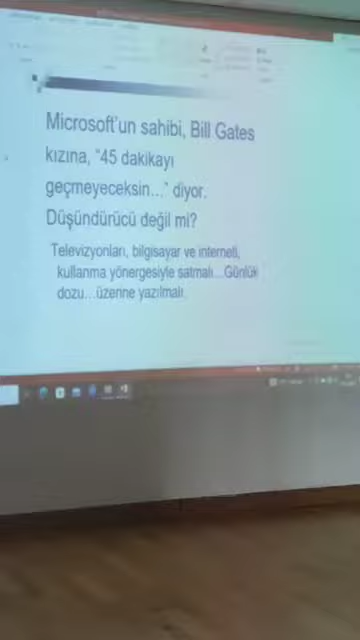 Microsoft'un sahibi, Bill Gates
kızına, "45 dakikayı
geçmeyeceksin..." diyor.
Düşündürücü değil mi?
Televizyonları, bilgisayar ve interneti,
kullanma yönergesiyle satmalı...Günlük
dozu...üzerine yazılmalı.